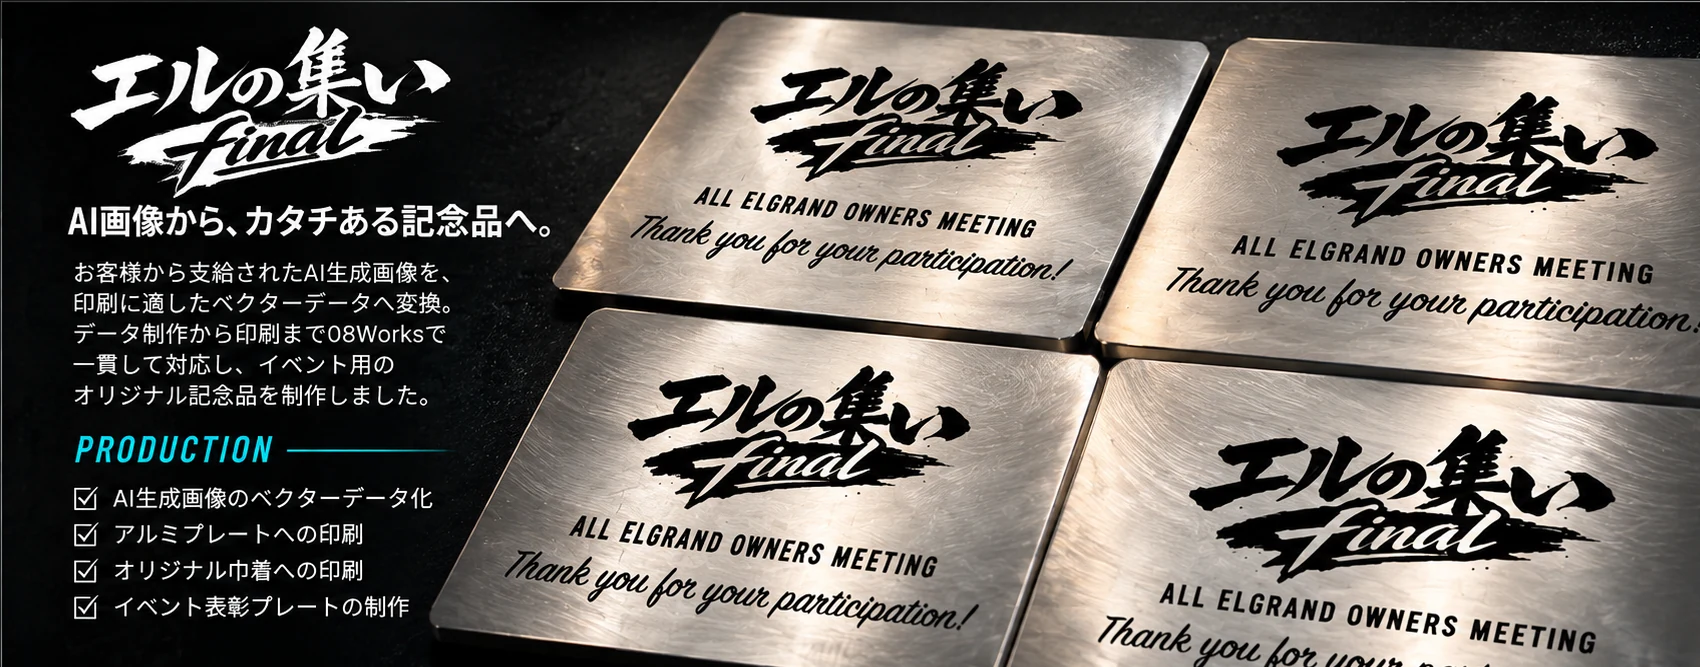 エルの集い
final
AI画像から、カタチある記念品へ。
お客様から支給されたAI生成画像を、
印刷に適したベクターデータへ変換。
データ制作から印刷まで08Worksで
一貫して対応し、イベント用の
オリジナル記念品を制作しました。
PRODUCTION
AI生成画像のベクターデータ化
アルミプレートへの印刷
オリジナル巾着への印刷
イベント表彰プレートの制作
エルの集い
final
ALL ELGRAND OWNERS MEETING
Thank you for your participation!
エルの集い
final
ALL ELGRAND OWNERS MEETING
Thank you for your participation!
エルの集い
final
ALL ELGRAND OWNERS MEETING
Thank you for your participation!
エルの集い
final
ALL ELGRAND OWNERS MEETING
Thank you for your